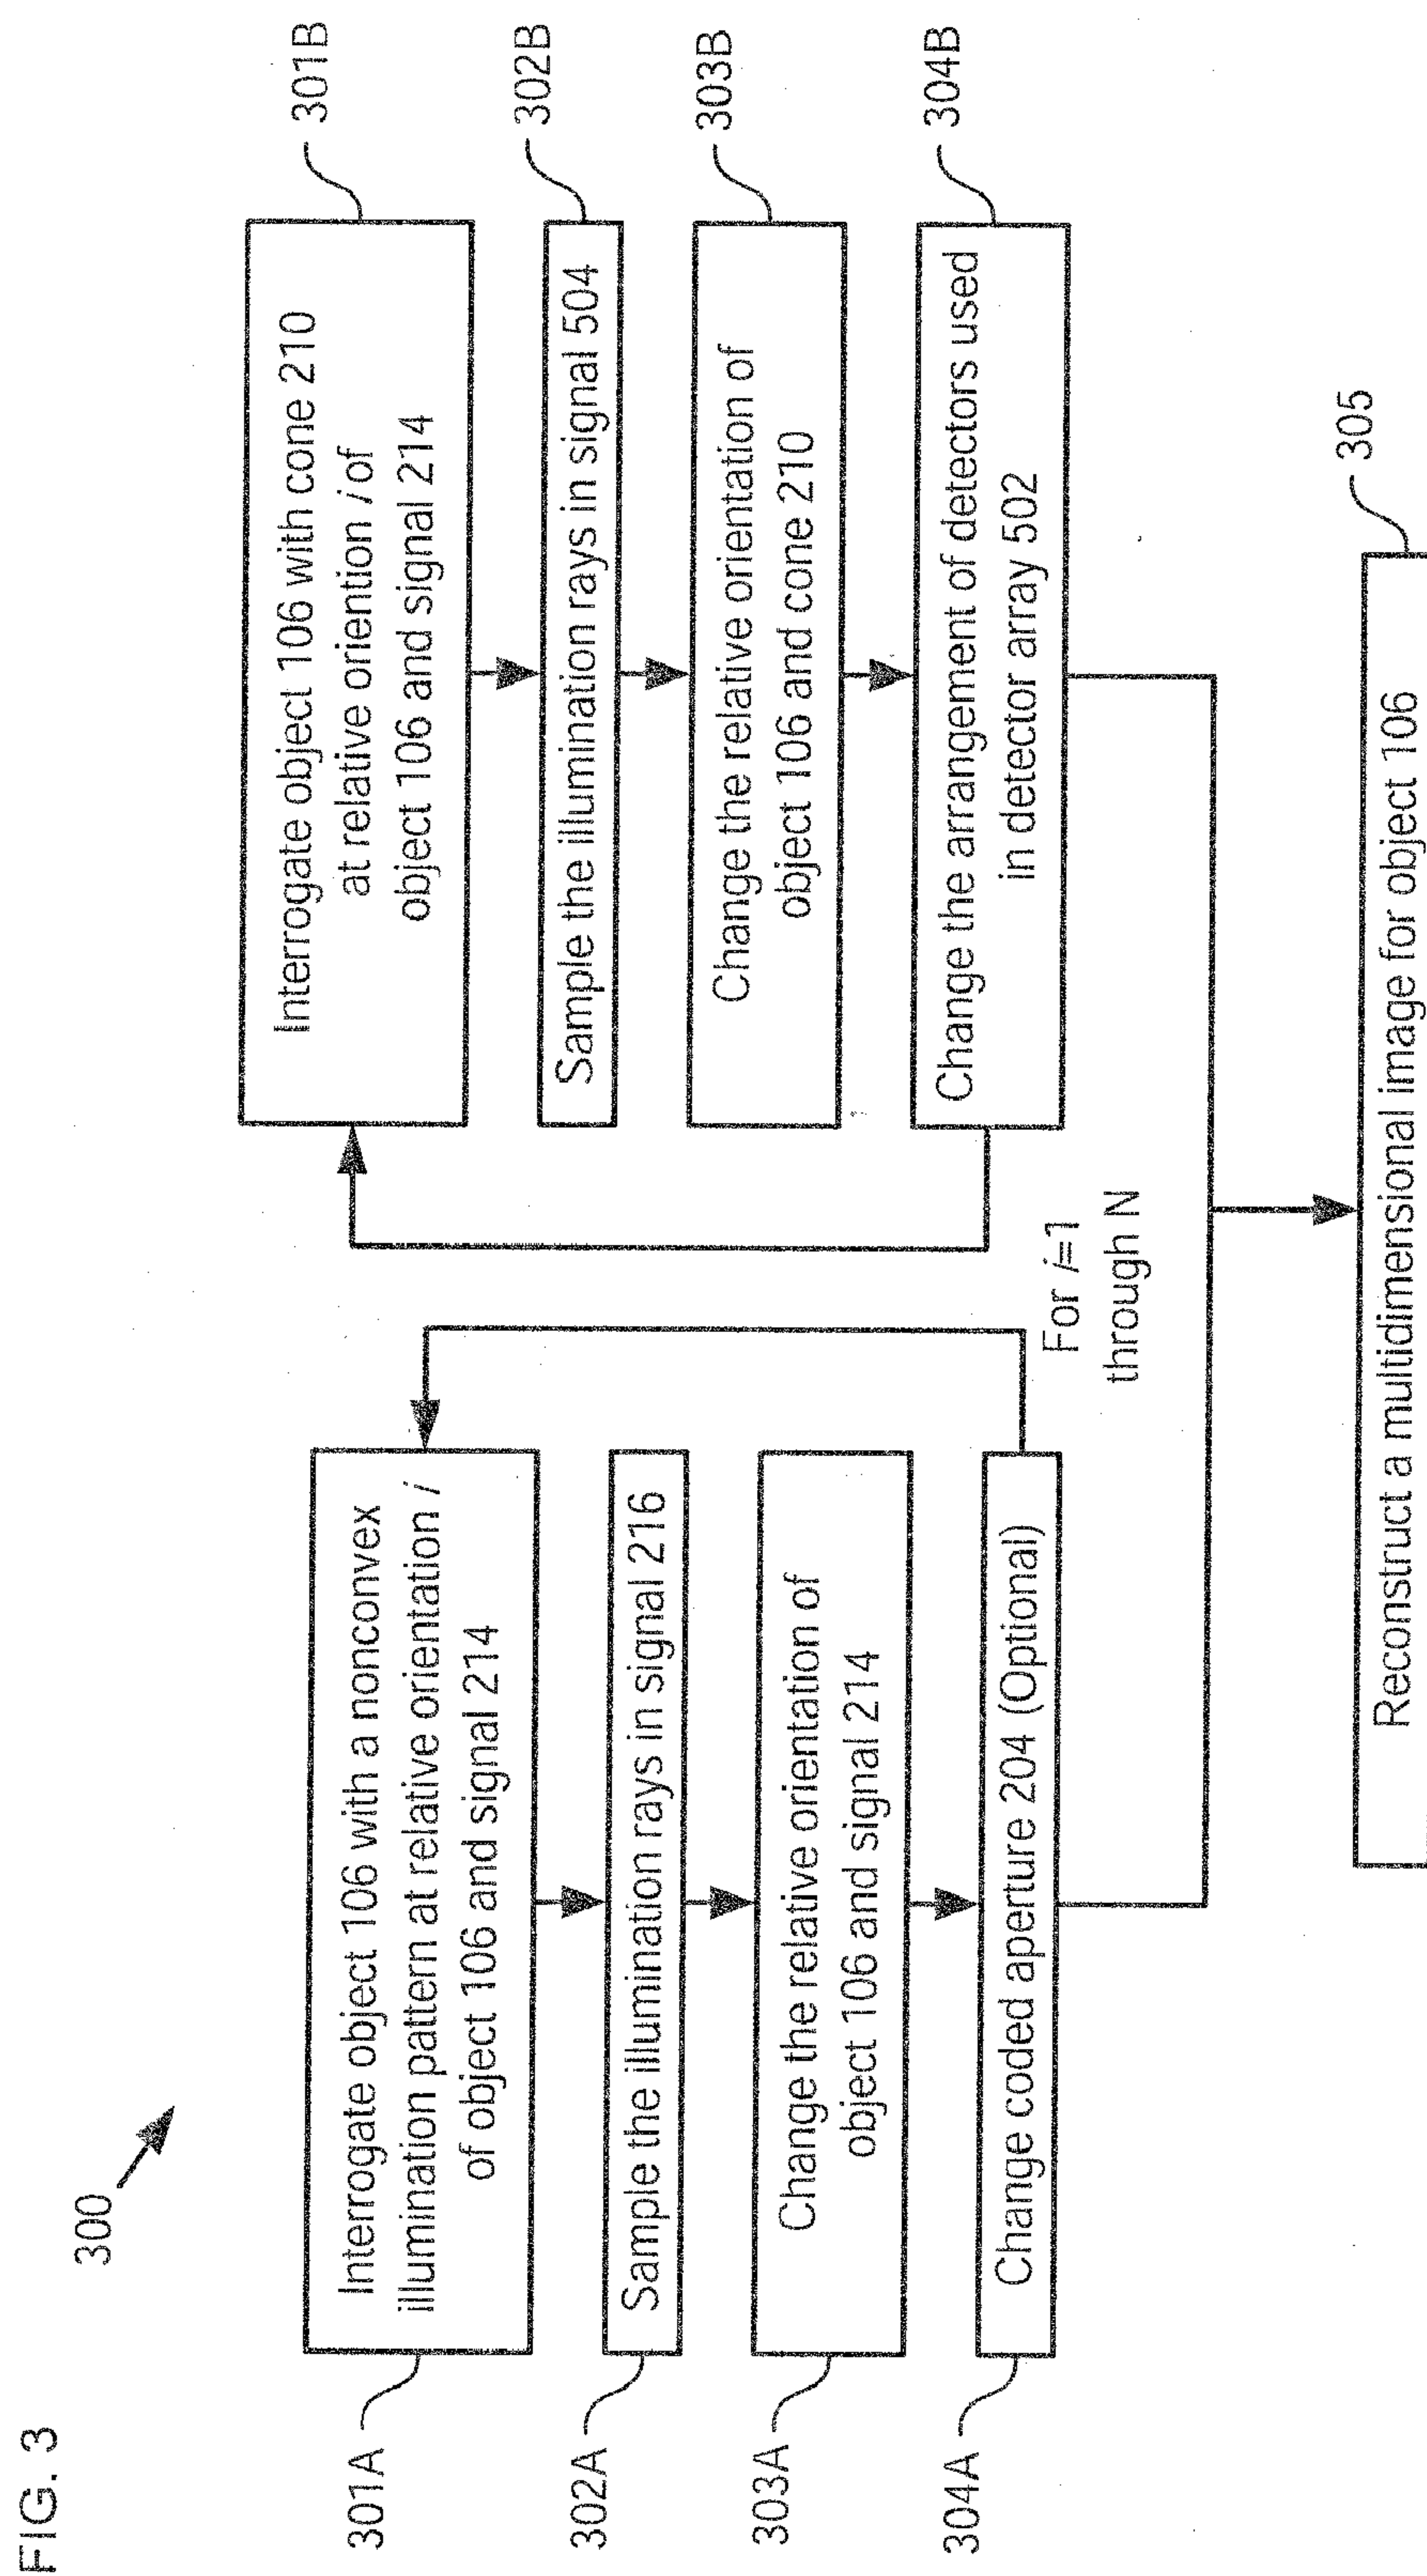 FIG. 3
300
301A
Interrogate object 106 with a nonconvex
illumination pattern at relative orientation i
of object 106 and signal 214
302A
Sample the illumination rays in signal 216
303A
Change the relative orientation of
object 106 and signal 214
304A
Change coded aperture 204 (Optional)
For i=1
through N
301B
Interrogate object 106 with cone 210
at relative oriention i of
object 106 and signal 214
302B
Sample the illumination rays in signal 504
303B
Change the relative orientation of
object 106 and cone 210
304B
Change the arrangement of detectors used
in detector array 502
305
Reconstruct a multidimensional image for object 106